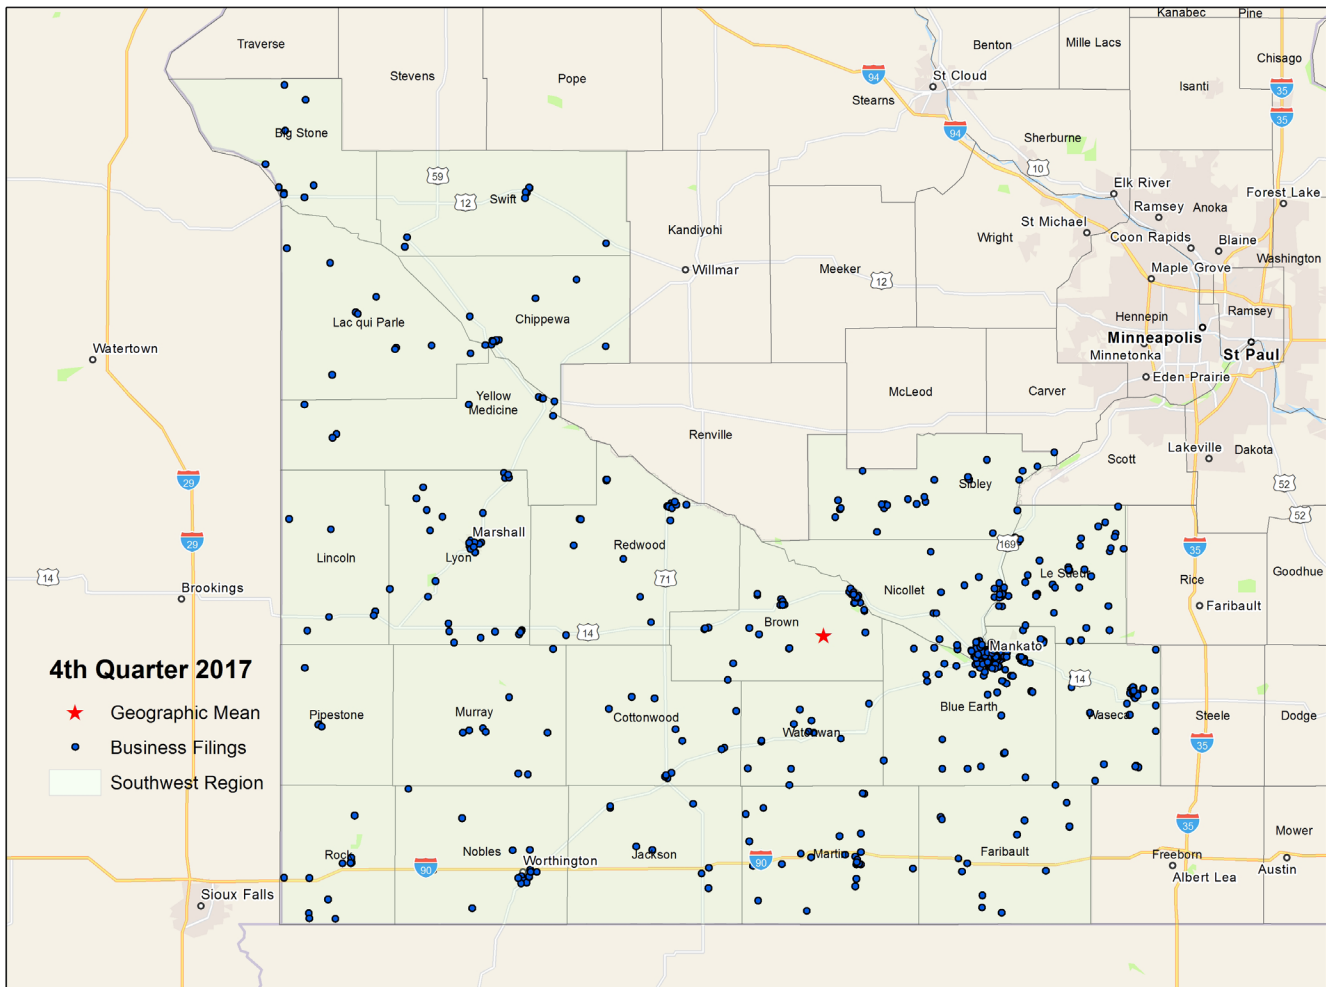 Kanabec
Pine
Traverse
Benton
Mille Lacs
Chisago
Stevens
Pope
94
St Cloud
Isanti
35
Stearns
35
94
Big Stone
Sherburne
59
10
Elk River
Forest Lake
12
Swift
Ramsey
Anoka
St Michael
Kandiyohi
Wright
Coon Rapids
Blaine
Washington
Willmar
Meeker
Maple Grove
12
Lac qui Parle
Chippewa
Hennepin
Ramsey
Minneapolis
Watertown
Minnetonka
St Paul
Eden Prairie
Yellow
Medicine
McLeod
Carver
Renville
Lakeville
Dakota
Scott
29
Sibley
52
52
Marshall
29
Lincoln
Lyon
Redwood
169
35
14
71
Le Sueur
Rice
Goodhue
Brookings
Nicollet
Faribault
Brown
14
Mankato
4th Quarter 2017
14
Geographic Mean
Pipestone
Murray
Cottonwood
Blue Earth
Waseca
Steele
Dodge
Watonwan
Business Filings
35
Southwest Region
35
Mower
Rock
Nobles
Worthington
Jackson
Martin
Faribault
Freeborn
90
90
Albert Lea
Austin
Sioux Falls